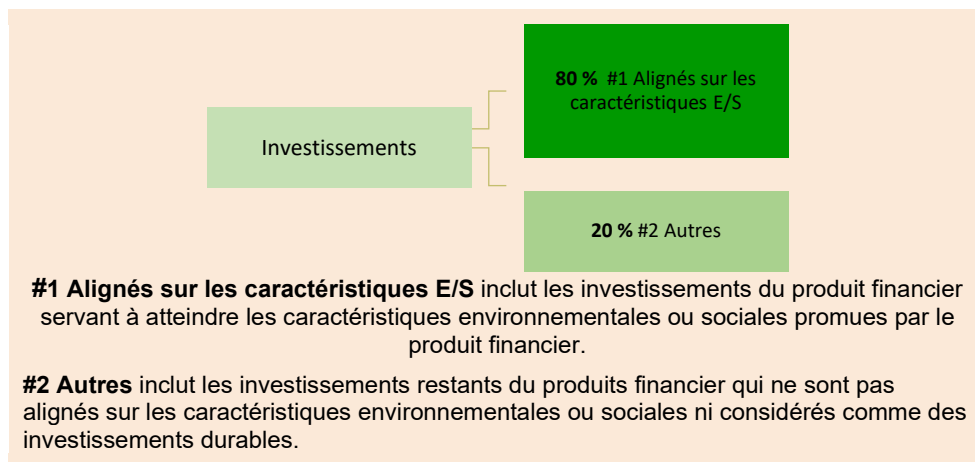 80 % #1 Alignés sur les
caractéristiques E/S
Investissements
20 % #2 Autres
#1 Alignés sur les caractéristiques E/S inclut les investissements du produit financier
servant à atteindre les caractéristiques environnementales ou sociales promues par le
produit financier.
#2 Autres inclut les investissements restants du produits financier qui ne sont pas
alignés sur les caractéristiques environnementales ou sociales ni considérés comme des
investissements durables.